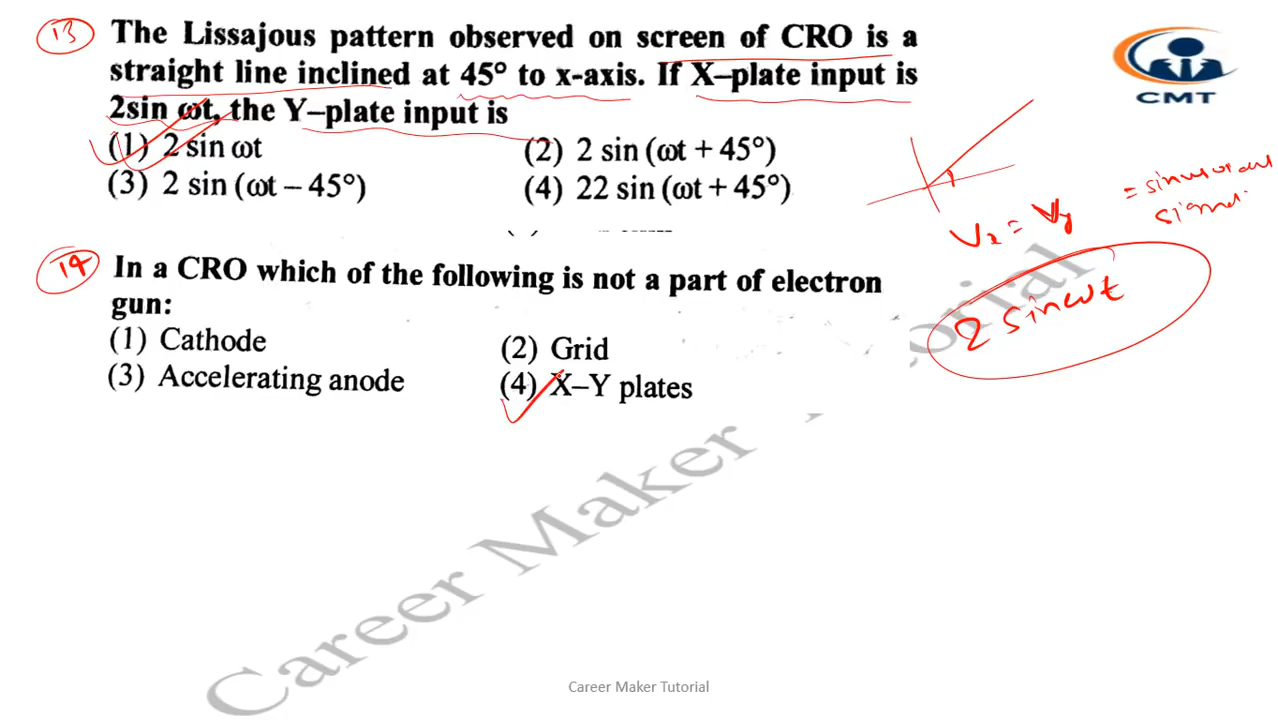 13
The Lissajous pattern observed on screen of CRO is a
straight line inclined at 45° to x-axis. If X–plate input is
2sin ωt, the Y–plate input is
(1) 2 sin ωt (2) 2 sin (ωt + 45°)
(3) 2 sin (ωt – 45°) (4) 22 sin (ωt + 45°)
CMT
Vx = Vy
2 sinωt
14
In a CRO which of the following is not a part of electron
gun:
(1) Cathode (2) Grid
(3) Accelerating anode (4) X–Y plates
Career Maker
Career Maker Tutorial